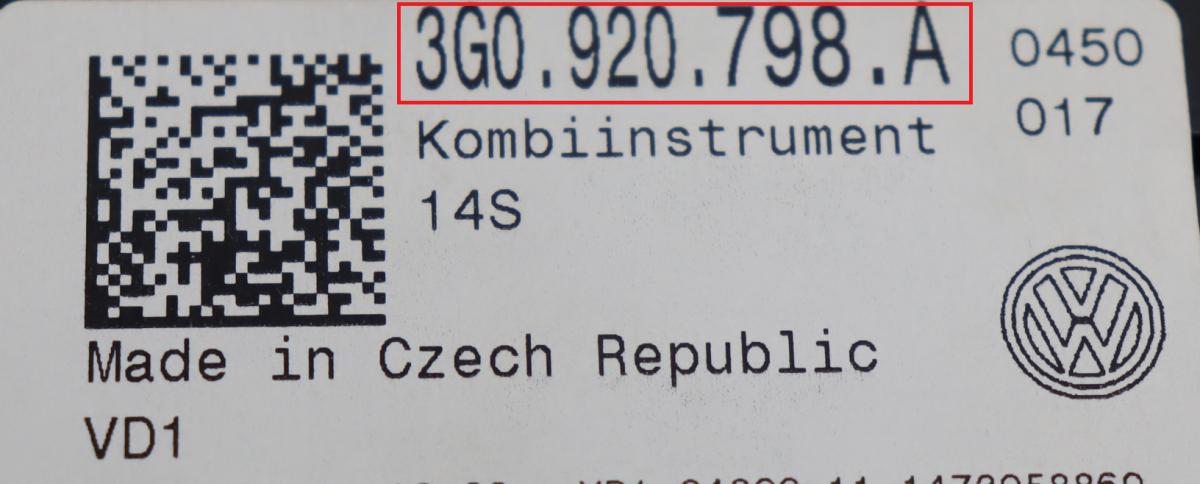 3G0.920.798.A 0450
Kombiinstrument 017
14S
Made in Czech Republic
VD1